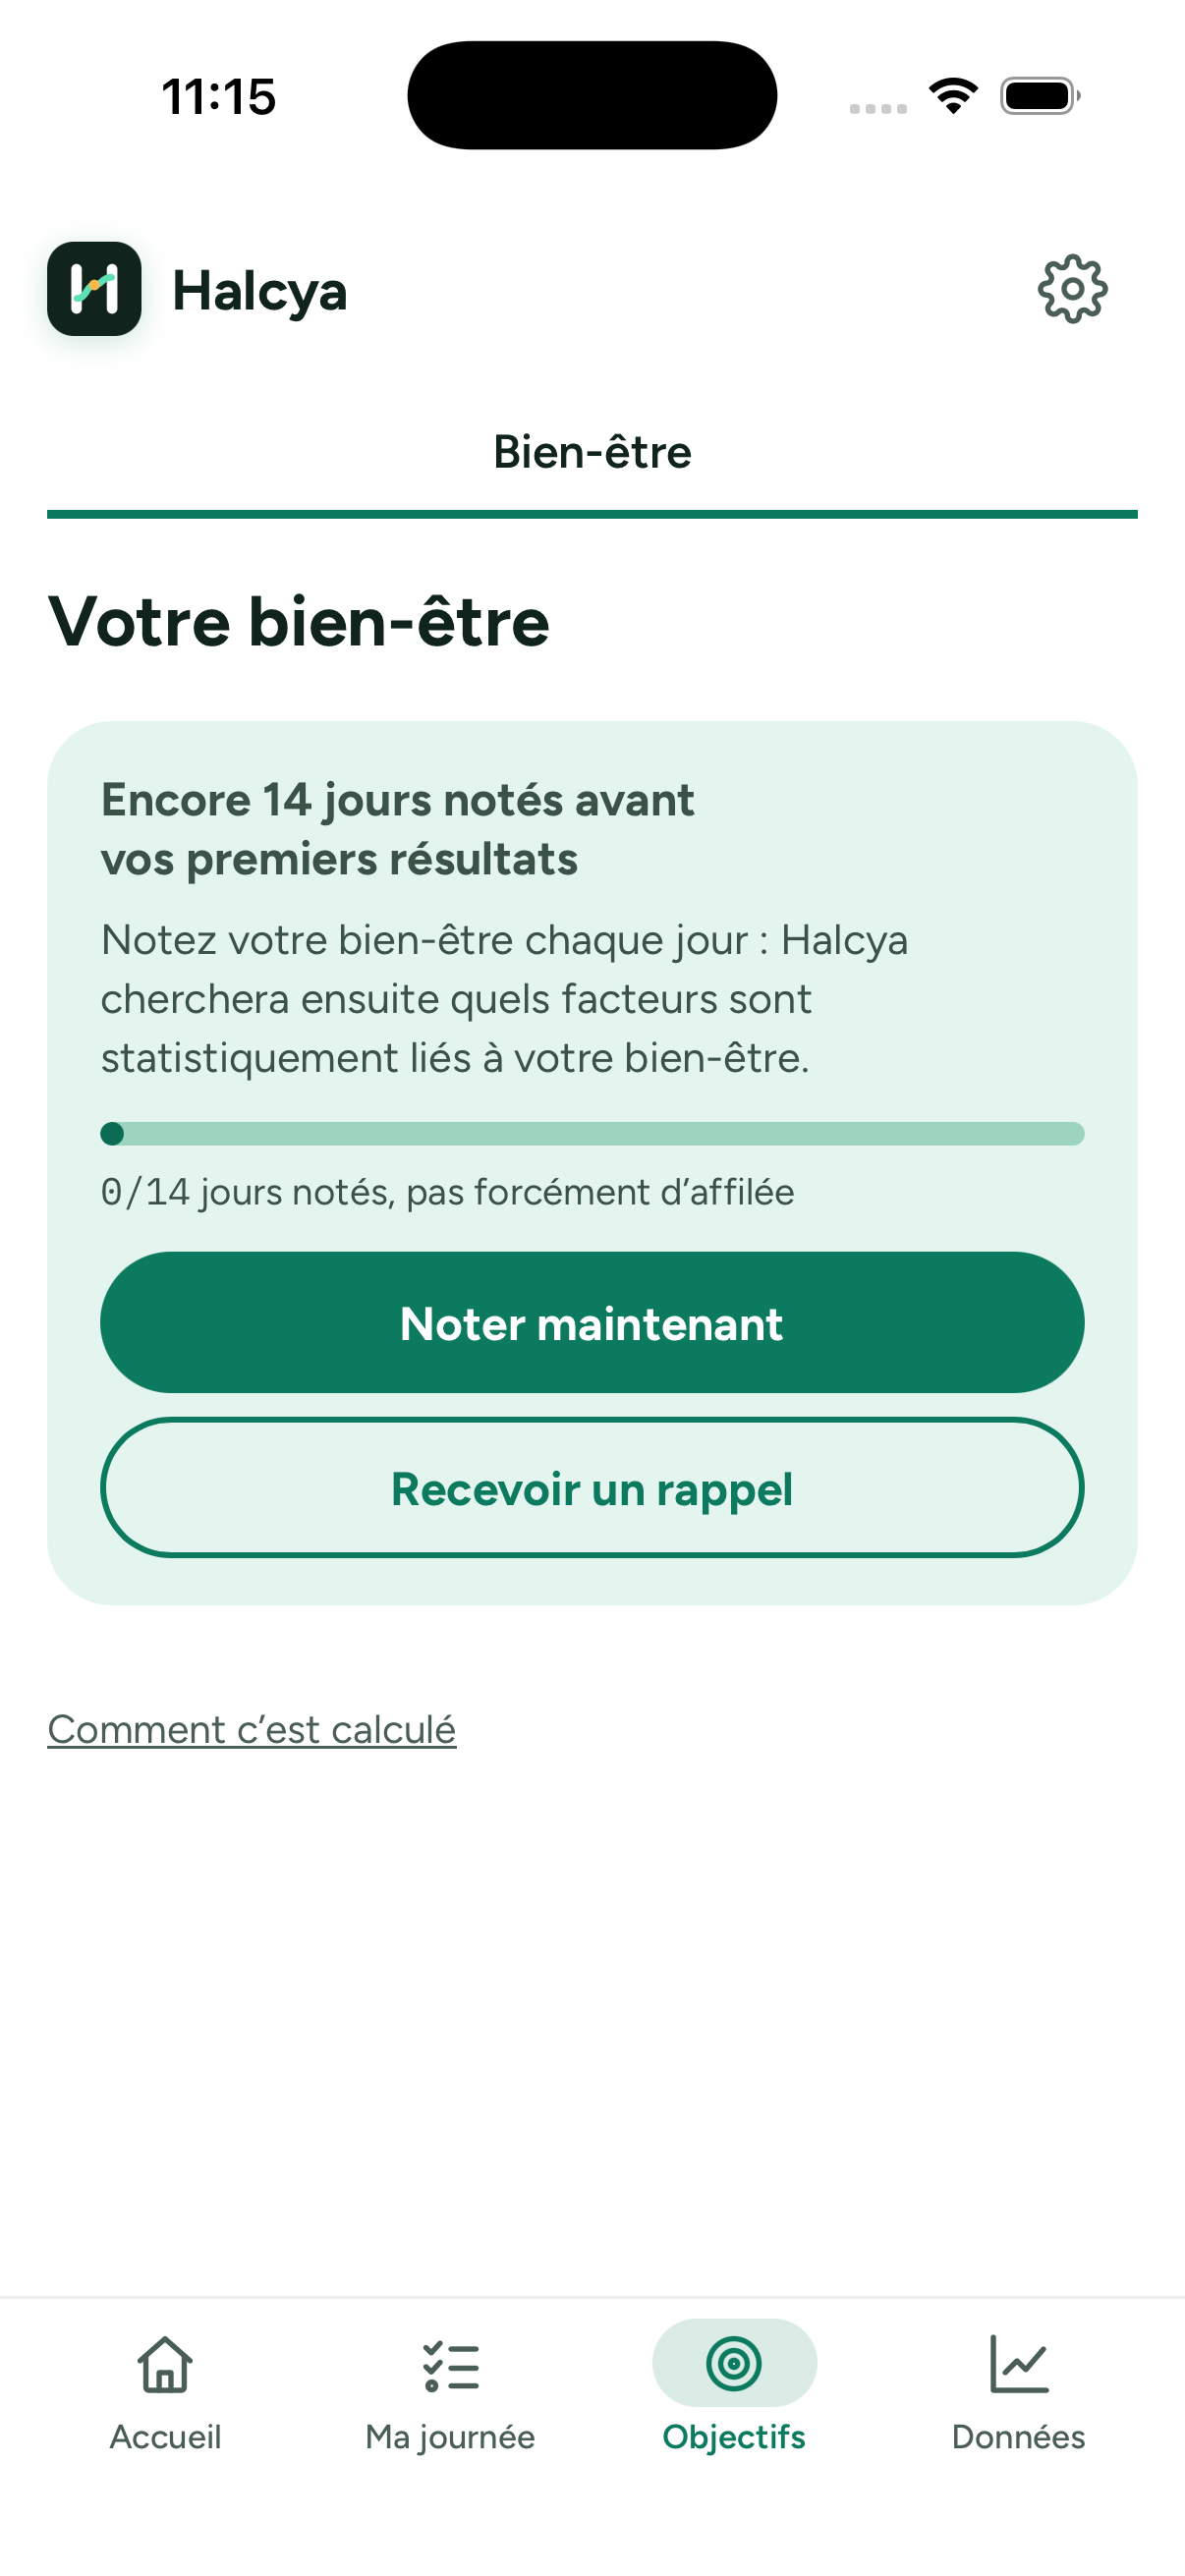 11:15
Halcya
Bien-être
Votre bien-être
Encore 14 jours notés avant
vos premiers résultats
Notez votre bien-être chaque jour : Halcya
cherchera ensuite quels facteurs sont
statistiquement liés à votre bien-être.
0/14 jours notés, pas forcément d’affilée
Noter maintenant
Recevoir un rappel
Comment c’est calculé
Accueil
Ma journée
Objectifs
Données